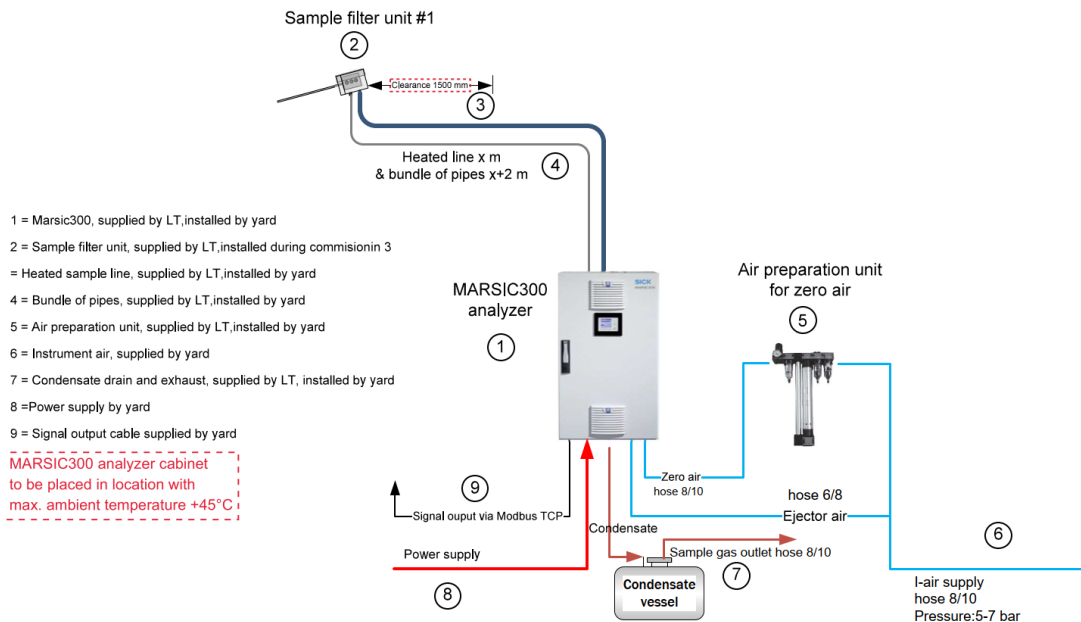 Sample filter unit #1
2
Clearance 1500 mm
3
Heated line x m
& bundle of pipes x+2 m
4
1 = Marsic300, supplied by LT,installed by yard
2 = Sample filter unit, supplied by LT,installed during commisionin 3
= Heated sample line, supplied by LT,installed by yard
4 = Bundle of pipes, supplied by LT,installed by yard
5 = Air preparation unit, supplied by LT,installed by yard
6 = Instrument air, supplied by yard
7 = Condensate drain and exhaust, supplied by LT, installed by yard
8 =Power supply by yard
9 = Signal output cable supplied by yard
MARSIC300 analyzer cabinet
to be placed in location with
max. ambient temperature +45°C
MARSIC300
analyzer
1
SICK
Air preparation unit
for zero air
5
Zero air
hose 8/10
hose 6/8
Ejector air
9
Signal ouput via Modbus TCP
Condensate
Power supply
8
Sample gas outlet hose 8/10
7
Condensate
vessel
6
I-air supply
hose 8/10
Pressure:5-7 bar